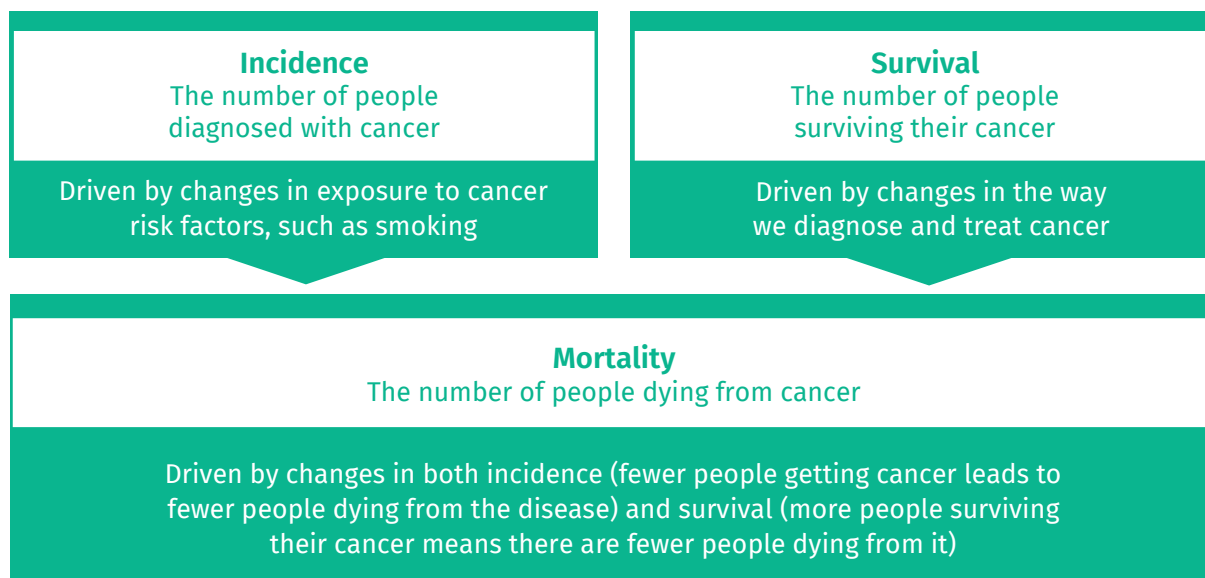 Incidence
The number of people
diagnosed with cancer
Driven by changes in exposure to cancer
risk factors, such as smoking
Survival
The number of people
surviving their cancer
Driven by changes in the way
we diagnose and treat cancer
Mortality
The number of people dying from cancer
Driven by changes in both incidence (fewer people getting cancer leads to
fewer people dying from the disease) and survival (more people surviving
their cancer means there are fewer people dying from it)